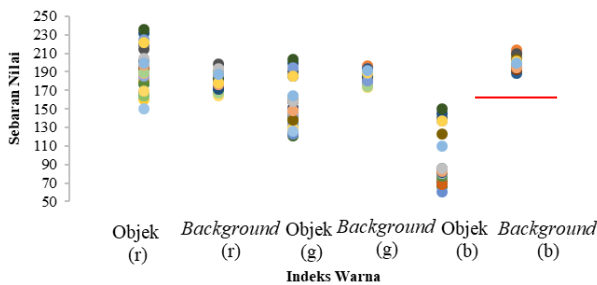 Sebaran Nilai
250
230
210
190
170
150
130
110
90
70
50
Objek Background Objek Background Objek Background
(r) (r) (g) (g) (b) (b)
Indeks Warna